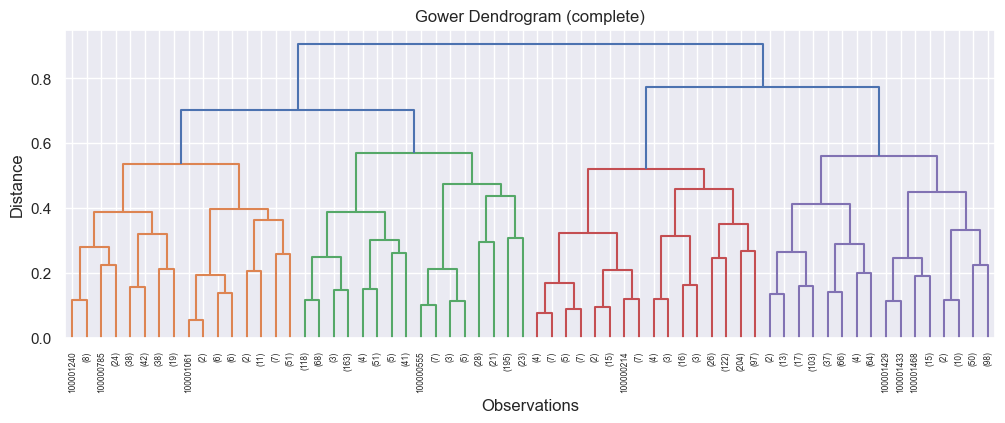 Gower Dendrogram (complete)
Distance
0.8
0.6
0.4
0.2
0.0
100001240 (8) 100000785 (24) (38) (42) (38) (19) 100001061 (2) (6) (6) (2) (11) (7) (51) (118) (68) (3) (163) (4) (51) (5) (41) 100000555 (7) (3) (5) (28) (21) (195) (23) (4) (7) (5) (7) (2) (15) 100000214 (7) (4) (3) (16) (3) (26) (122) (204) (97) (2) (13) (17) (103) (37) (66) (4) (64) 100001429 100001433 100001468 (15) (2) (10) (50) (98)
Observations